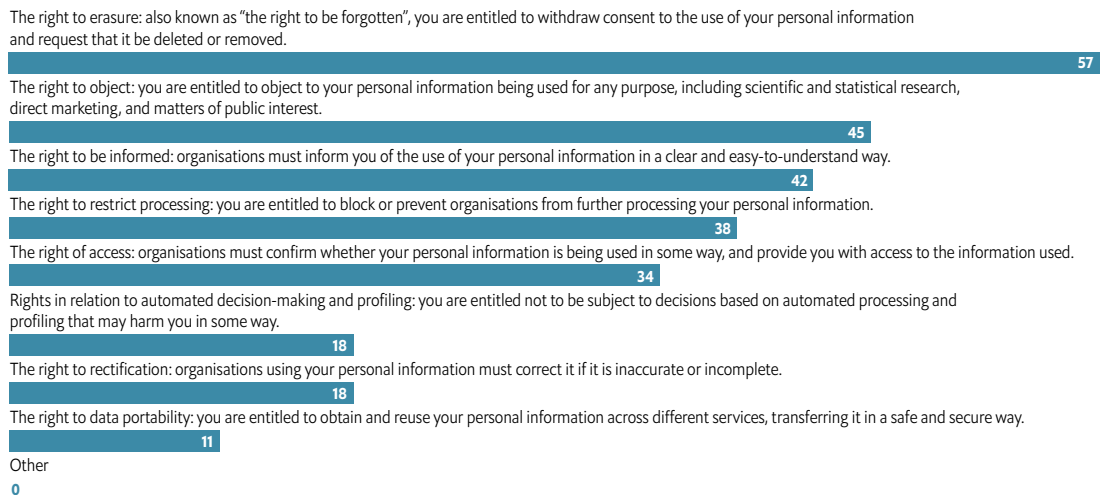 The right to erasure: also known as “the right to be forgotten”, you are entitled to withdraw consent to the use of your personal information
and request that it be deleted or removed.
57
The right to object: you are entitled to object to your personal information being used for any purpose, including scientific and statistical research,
direct marketing, and matters of public interest.
45
The right to be informed: organisations must inform you of the use of your personal information in a clear and easy-to-understand way.
42
The right to restrict processing: you are entitled to block or prevent organisations from further processing your personal information.
38
The right of access: organisations must confirm whether your personal information is being used in some way, and provide you with access to the information used.
34
Rights in relation to automated decision-making and profiling: you are entitled not to be subject to decisions based on automated processing and
profiling that may harm you in some way.
18
The right to rectification: organisations using your personal information must correct it if it is inaccurate or incomplete.
18
The right to data portability: you are entitled to obtain and reuse your personal information across different services, transferring it in a safe and secure way.
11
Other
0